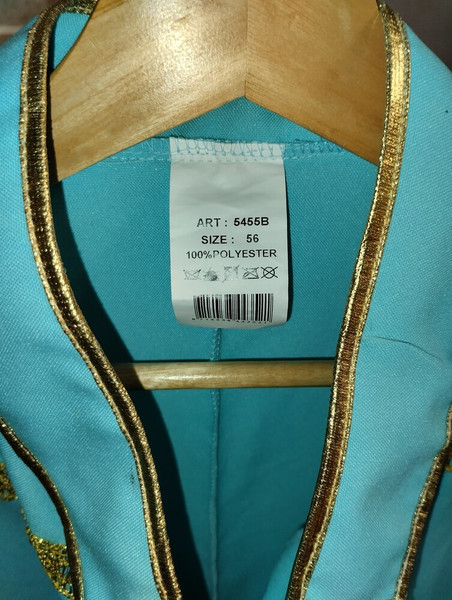 ART : 5455B
SIZE : 56
100%POLYESTER